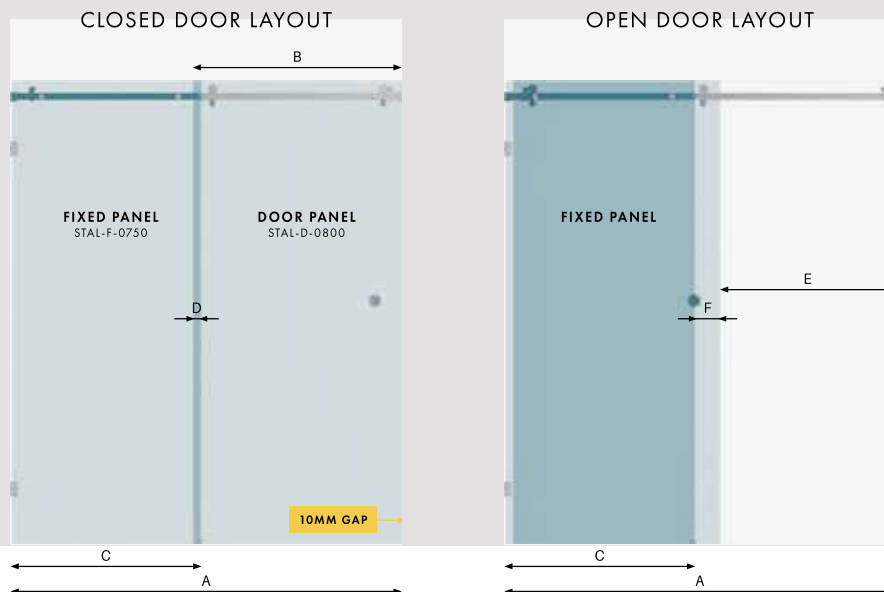 CLOSED DOOR LAYOUT
B
FIXED PANEL
STAL-F-0750
DOOR PANEL
STAL-D-0800
D
10MM GAP
C
A
OPEN DOOR LAYOUT
FIXED PANEL
E
F
C
A